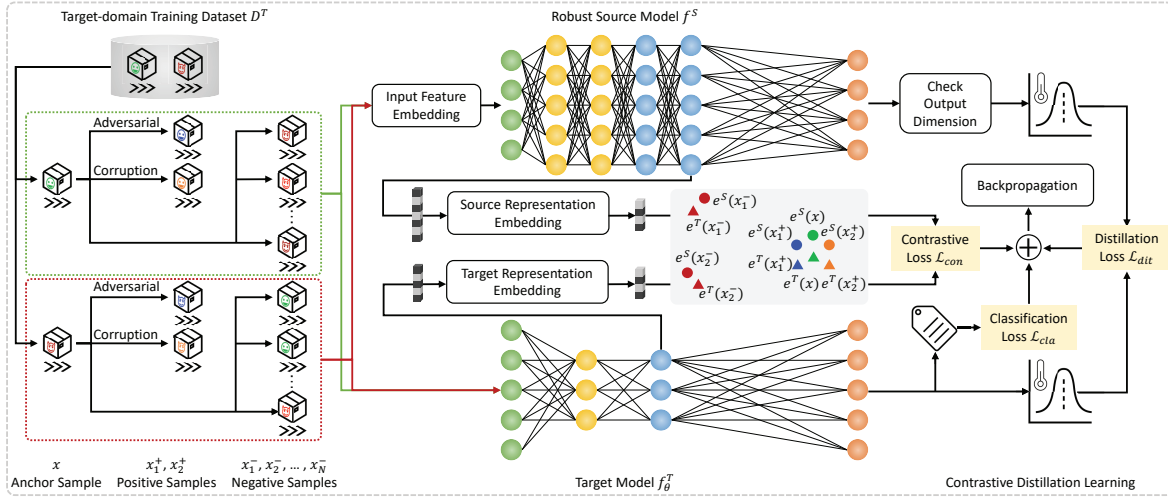 Target-domain Training Dataset D^T
Robust Source Model f^S
Adversarial
Corruption
Input Feature
Embedding
Check
Output
Dimension
Backpropagation
Source Representation
Embedding
Target Representation
Embedding
e^S(x_1^-)
e^T(x_1^-)
e^S(x_2^-)
e^T(x_2^-)
e^S(x)
e^S(x_1^+) e^S(x_2^+)
e^T(x_1^+)
e^T(x) e^T(x_2^+)
Contrastive
Loss ℒ_con
Distillation
Loss ℒ_dit
Classification
Loss ℒ_cla
Adversarial
Corruption
x
Anchor Sample
x_1^+, x_2^+
Positive Samples
x_1^-, x_2^-, … , x_N^-
Negative Samples
Target Model f_θ^T
Contrastive Distillation Learning